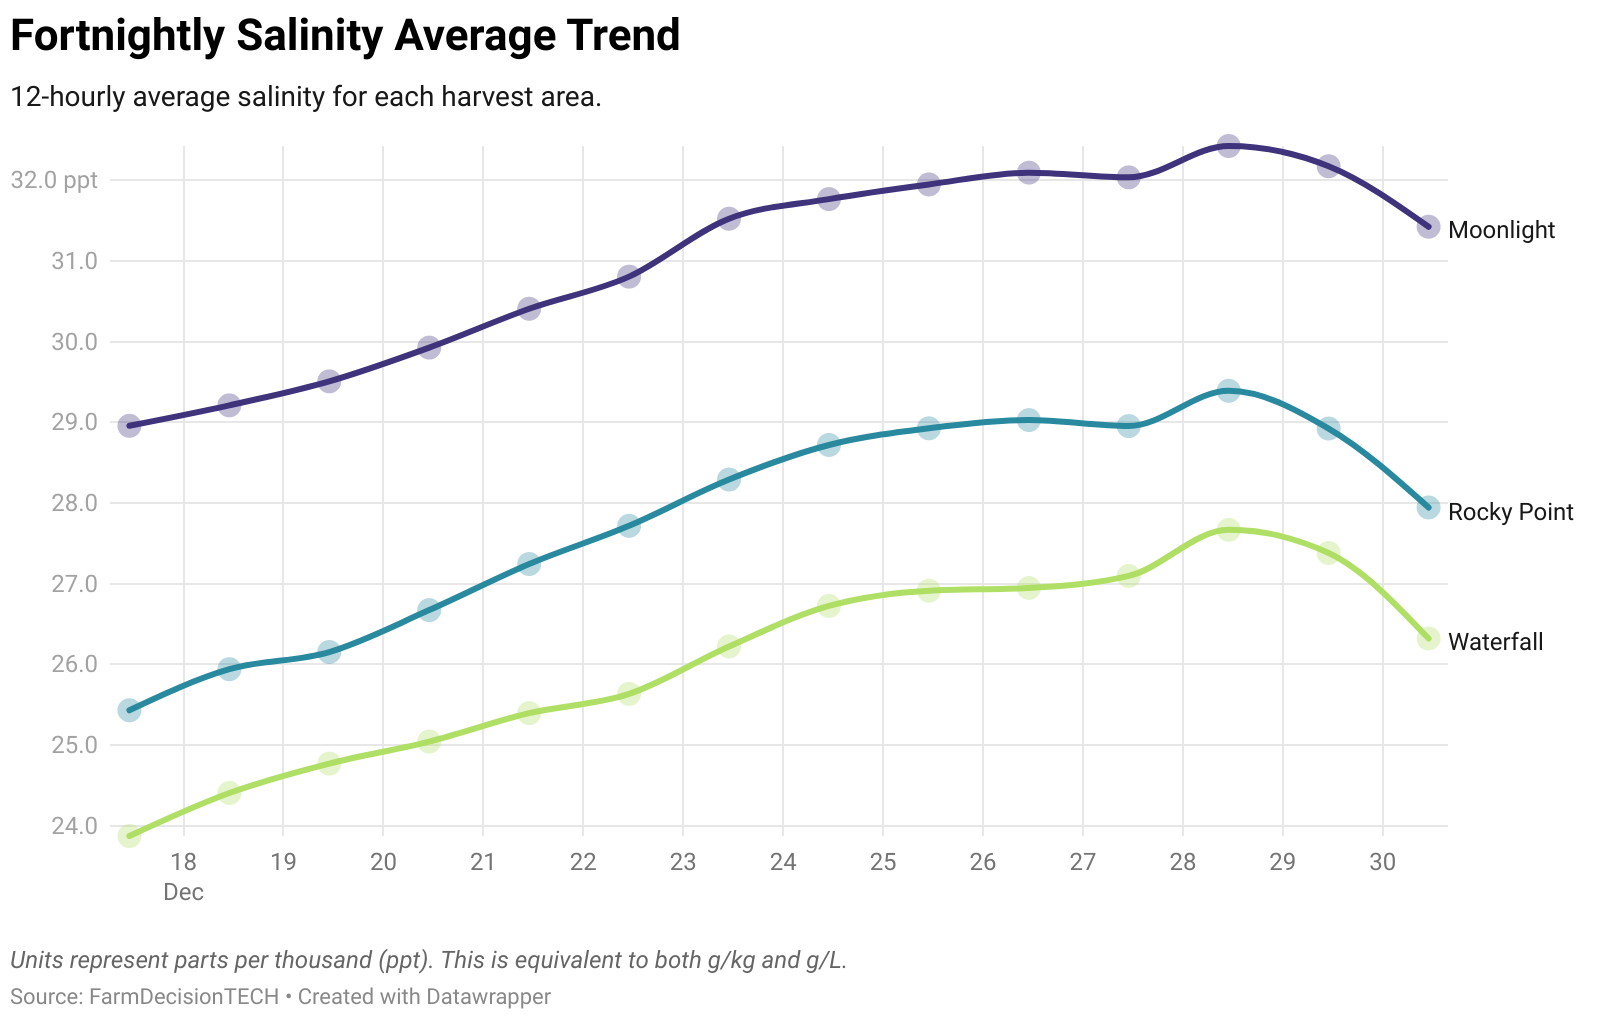 Fortnightly Salinity Average Trend
12-hourly average salinity for each harvest area.
32.0 ppt
31.0
30.0
29.0
28.0
27.0
26.0
25.0
24.0
Moonlight
Rocky Point
Waterfall
18 19 20 21 22 23 24 25 26 27 28 29 30
Dec
Units represent parts per thousand (ppt). This is equivalent to both g/kg and g/L.
Source: FarmDecisionTECH • Created with Datawrapper